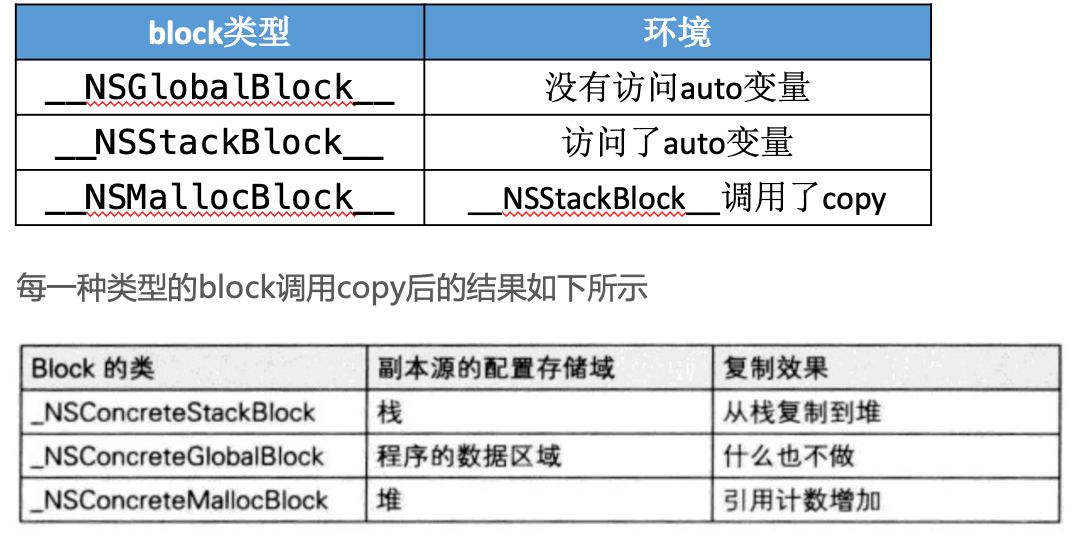 block类型 环境
__NSGlobalBlock__ 没有访问auto变量
__NSStackBlock__ 访问了auto变量
__NSMallocBlock__ __NSStackBlock__调用了copy
每一种类型的block调用copy后的结果如下所示
Block 的类 副本源的配置存储域 复制效果
_NSConcreteStackBlock 栈 从栈复制到堆
_NSConcreteGlobalBlock 程序的数据区域 什么也不做
_NSConcreteMallocBlock 堆 引用计数增加